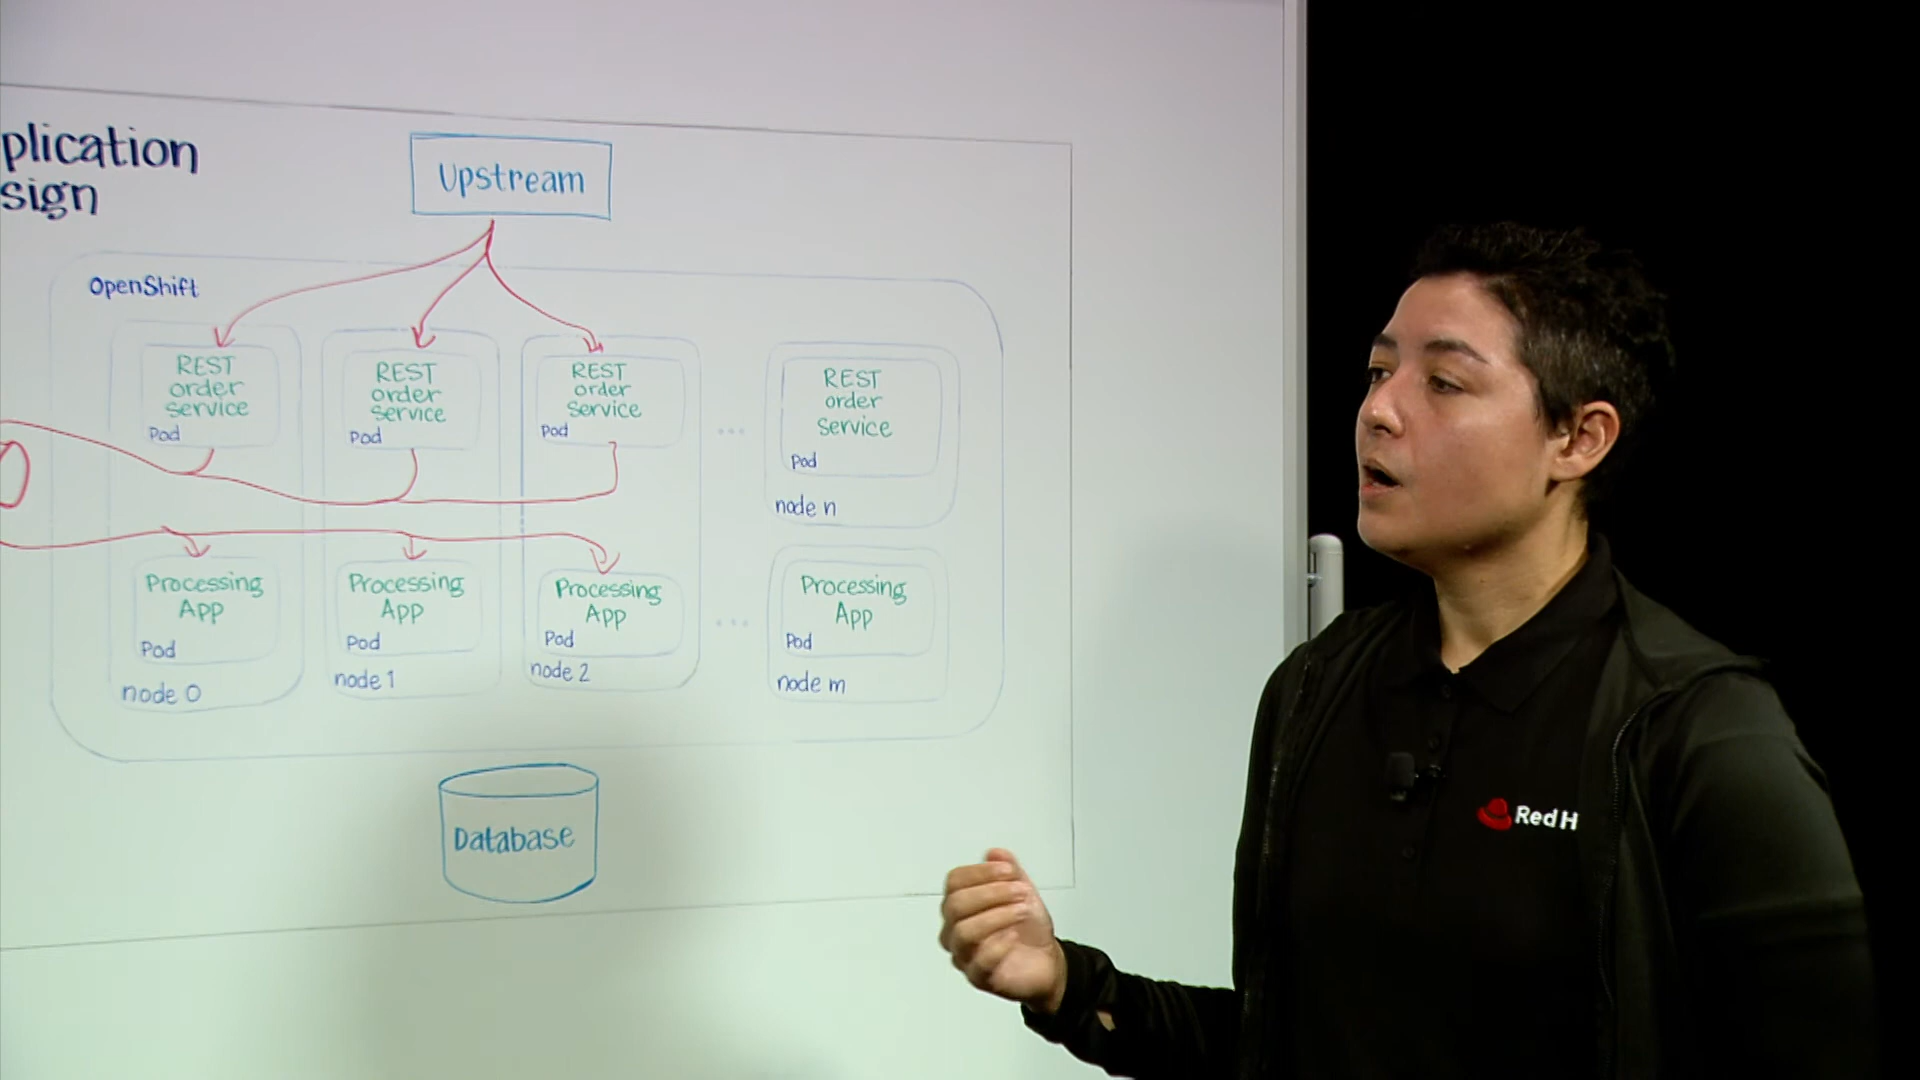 plication
sign
Upstream
OpenShift
REST
order
service
Pod
REST
order
service
Pod
REST
order
service
Pod
...
REST
order
service
Pod
node n
Processing
App
Pod
node 0
Processing
App
Pod
node 1
Processing
App
Pod
node 2
...
Processing
App
Pod
node m
Database
Red H